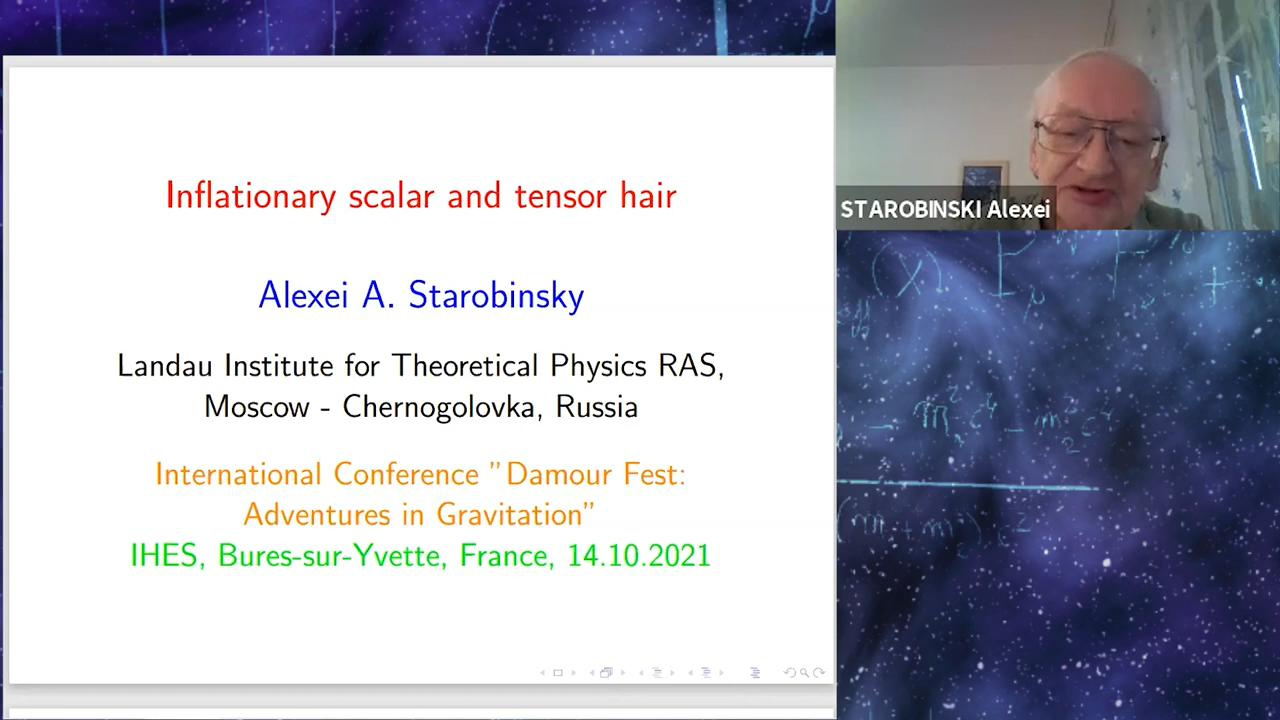 Inflationary scalar and tensor hair
Alexei A. Starobinsky
Landau Institute for Theoretical Physics RAS,
Moscow - Chernogolovka, Russia
International Conference "Damour Fest:
Adventures in Gravitation"
IHES, Bures-sur-Yvette, France, 14.10.2021
STAROBINSKI Alexei